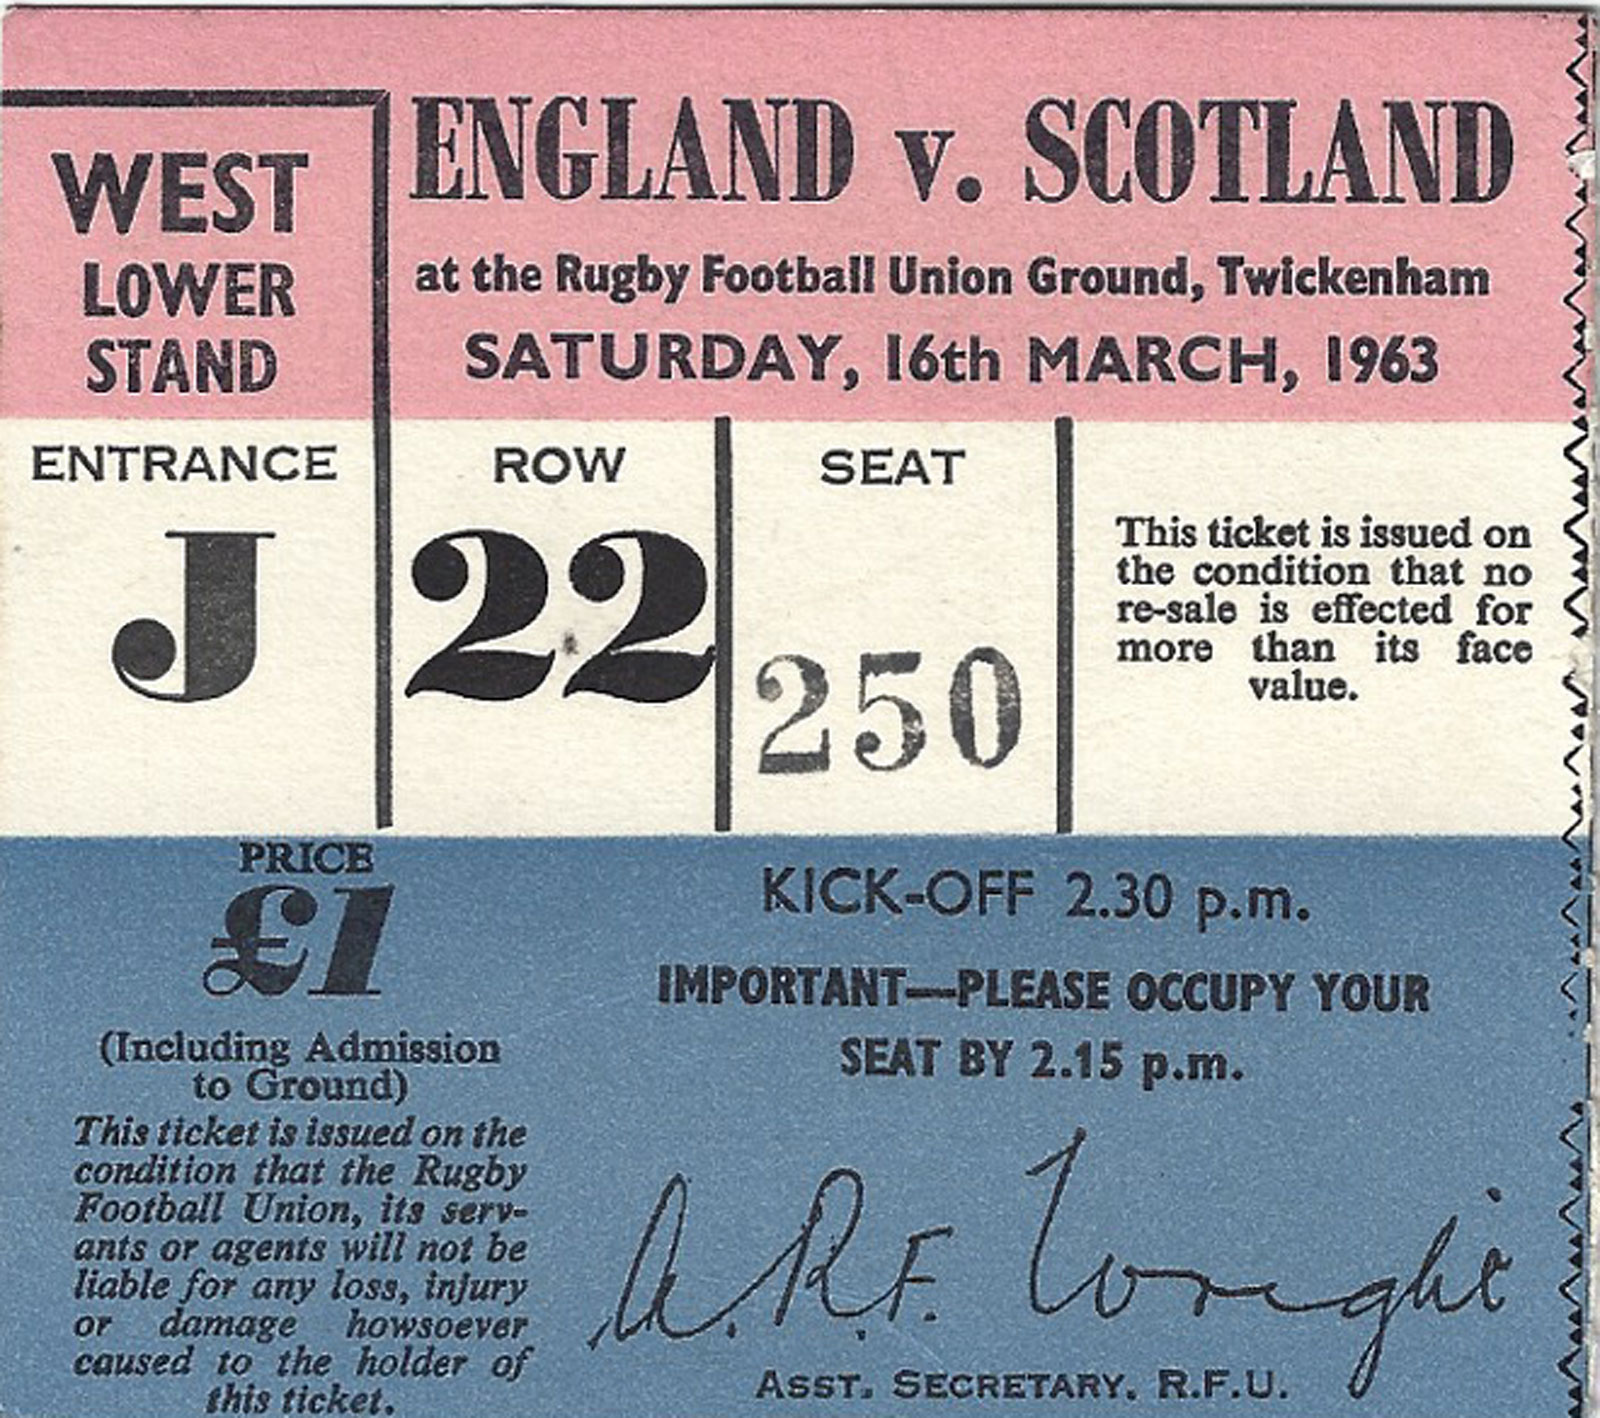 WEST
LOWER
STAND
ENGLAND v. SCOTLAND
at the Rugby Football Union Ground, Twickenham
SATURDAY, 16th MARCH, 1963
ENTRANCE
J
ROW
22
SEAT
250
This ticket is issued on
the condition that no
re-sale is effected for
more than its face
value.
PRICE
£1
(Including Admission
to Ground)
This ticket is issued on the
condition that the Rugby
Football Union, its serv-
ants or agents will not be
liable for any loss, injury
or damage howsoever
caused to the holder of
this ticket.
KICK-OFF 2.30 p.m.
IMPORTANT—PLEASE OCCUPY YOUR
SEAT BY 2.15 p.m.
A. R. F. Wright
ASST. SECRETARY, R.F.U.